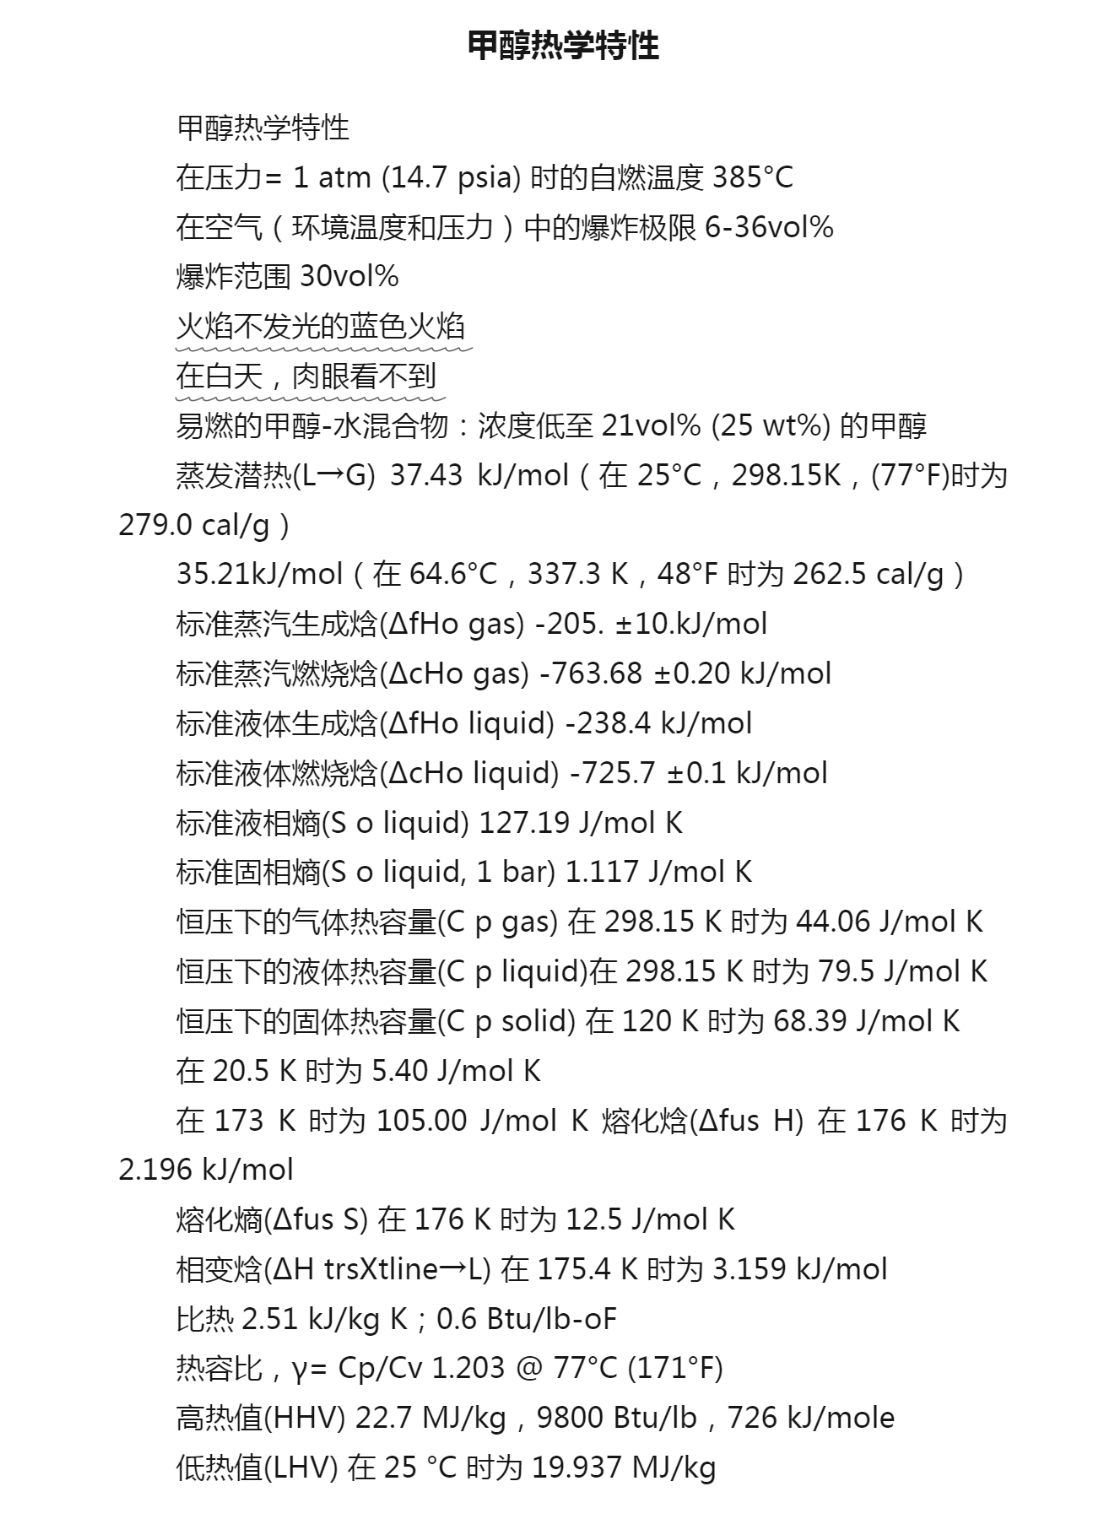 甲醇热学特性
甲醇热学特性
在压力= 1 atm (14.7 psia) 时的自燃温度 385°C
在空气（环境温度和压力）中的爆炸极限 6-36vol%
爆炸范围 30vol%
火焰不发光的蓝色火焰
在白天，肉眼看不到
易燃的甲醇-水混合物：浓度低至 21vol% (25 wt%) 的甲醇
蒸发潜热(L→G) 37.43 kJ/mol（在 25°C，298.15K，(77°F)时为
279.0 cal/g）
35.21kJ/mol（在 64.6°C，337.3 K，48°F 时为 262.5 cal/g）
标准蒸汽生成焓(ΔfHo gas) -205. ±10.kJ/mol
标准蒸汽燃烧焓(ΔcHo gas) -763.68 ±0.20 kJ/mol
标准液体生成焓(ΔfHo liquid) -238.4 kJ/mol
标准液体燃烧焓(ΔcHo liquid) -725.7 ±0.1 kJ/mol
标准液相熵(S o liquid) 127.19 J/mol K
标准固相熵(S o liquid, 1 bar) 1.117 J/mol K
恒压下的气体热容量(C p gas) 在 298.15 K 时为 44.06 J/mol K
恒压下的液体热容量(C p liquid)在 298.15 K 时为 79.5 J/mol K
恒压下的固体热容量(C p solid) 在 120 K 时为 68.39 J/mol K
在 20.5 K 时为 5.40 J/mol K
在 173 K 时为 105.00 J/mol K 熔化焓(Δfus H) 在 176 K 时为
2.196 kJ/mol
熔化熵(Δfus S) 在 176 K 时为 12.5 J/mol K
相变焓(ΔH trsXtline→L) 在 175.4 K 时为 3.159 kJ/mol
比热 2.51 kJ/kg K；0.6 Btu/lb-oF
热容比，γ= Cp/Cv 1.203 @ 77°C (171°F)
高热值(HHV) 22.7 MJ/kg，9800 Btu/lb，726 kJ/mole
低热值(LHV) 在 25 °C 时为 19.937 MJ/kg